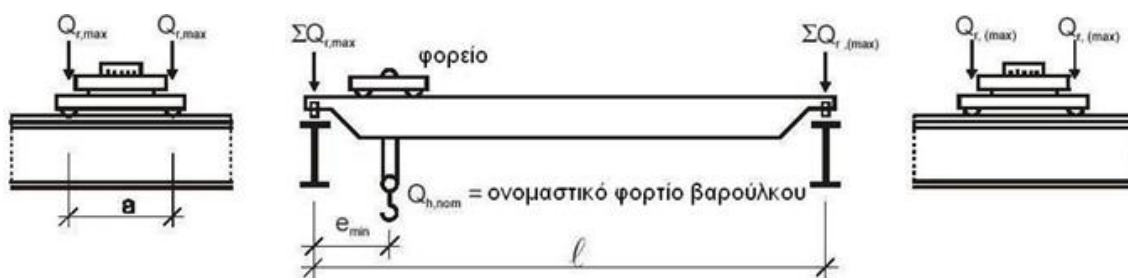 Q_r,max Q_r,max
a
ΣQ_r,max
φορείο
ΣQ_r,(max)
Q_h,nom = ονομαστικό φορτίο βαρούλκου
e_min
ℓ
Q_r, (max) Q_r, (max)